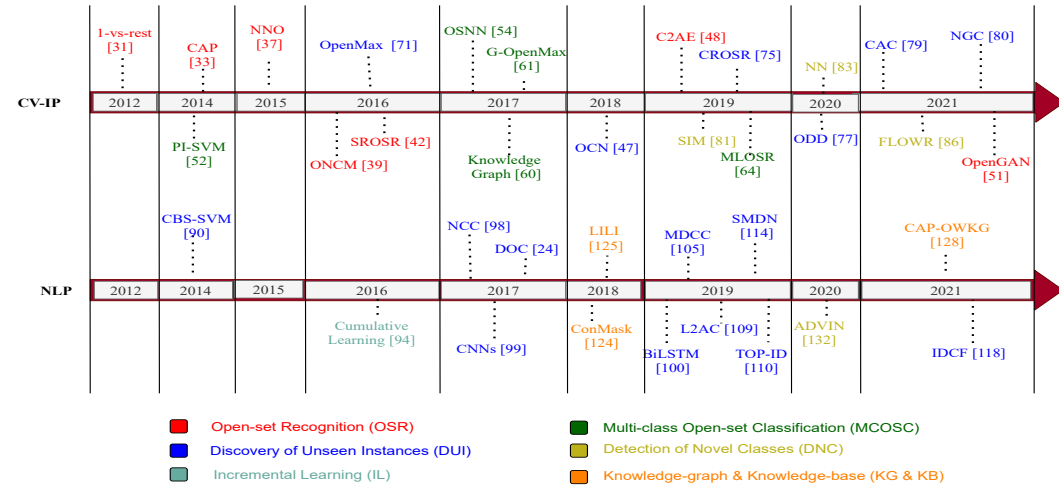 1-vs-rest
[31]
CAP
[33]
NNO
[37]
OpenMax [71]
OSNN [54]
G-OpenMax
[61]
C2AE [48]
CROSR [75]
NN [83]
CAC [79]
NGC [80]
CV-IP
2012
2014
2015
2016
2017
2018
2019
2020
2021
PI-SVM
[52]
ONCM [39]
SROSR [42]
Knowledge
Graph [60]
OCN [47]
SIM [81]
MLOSR
[64]
ODD [77]
FLOWR [86]
OpenGAN
[51]
CBS-SVM
[90]
NCC [98]
DOC [24]
LILI
[125]
MDCC
[105]
SMDN
[114]
CAP-OWKG
[128]
NLP
2012
2014
2015
2016
2017
2018
2019
2020
2021
Cumulative
Learning [94]
CNNs [99]
ConMask
[124]
BiLSTM
[100]
L2AC [109]
TOP-ID
[110]
ADVIN
[132]
IDCF [118]
Open-set Recognition (OSR)
Multi-class Open-set Classification (MCOSC)
Discovery of Unseen Instances (DUI)
Detection of Novel Classes (DNC)
Incremental Learning (IL)
Knowledge-graph & Knowledge-base (KG & KB)